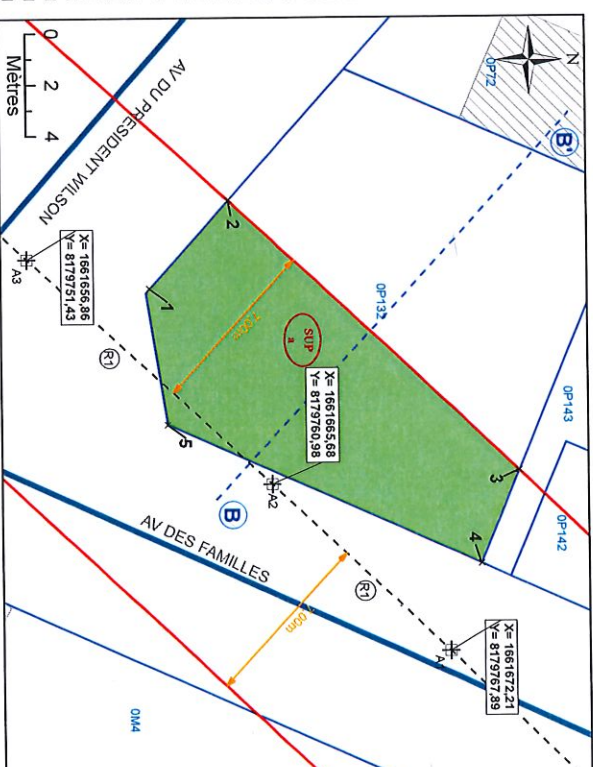 N
0P72
B'
0
2
4
Mètres
AV DU PRESIDENT WILSON
2
0P132
0P143
SUP
n
X= 1661656,86
Y= 8179751,43
A3
1
7.00m
X= 1661665,68
Y= 8179760,98
3
0P142
R1
5
A2
4
B
AV DES FAMILLES
R1
X= 1661672,21
Y= 8179767,89
0M4